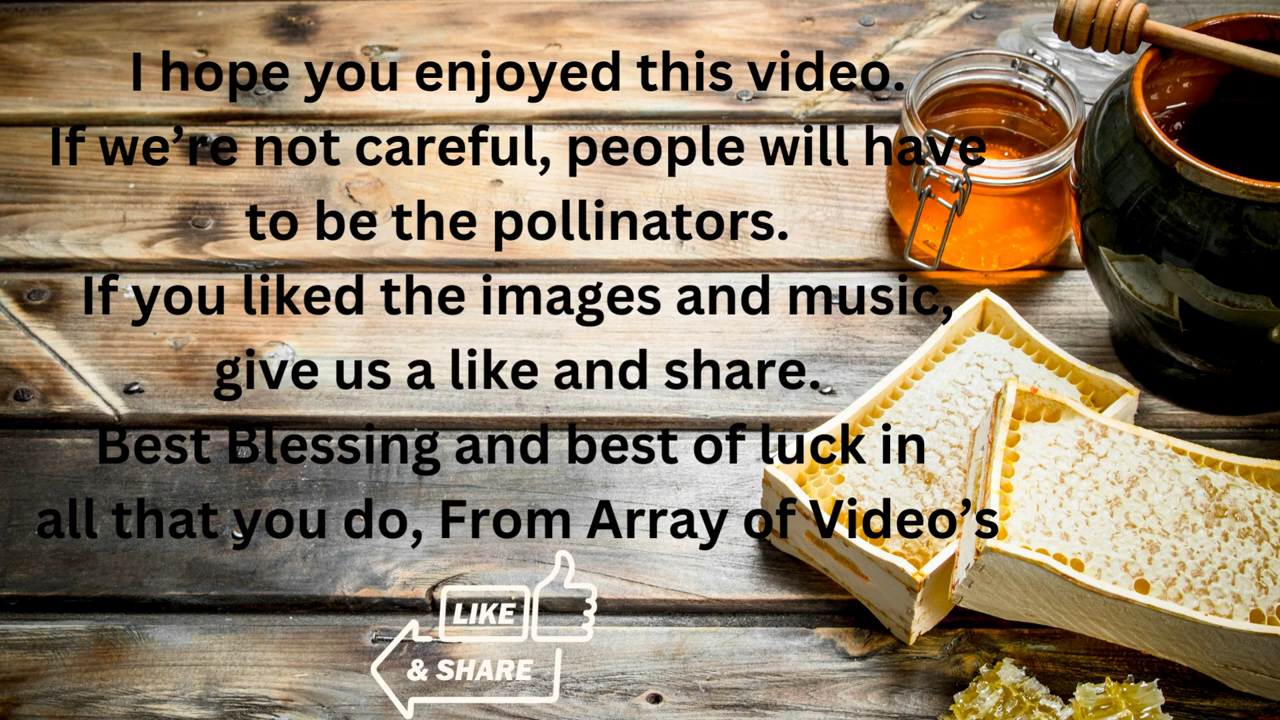 I hope you enjoyed this video.
If we’re not careful, people will have
to be the pollinators.
If you liked the images and music,
give us a like and share.
Best Blessing and best of luck in
all that you do, From Array of Video’s
LIKE
& SHARE